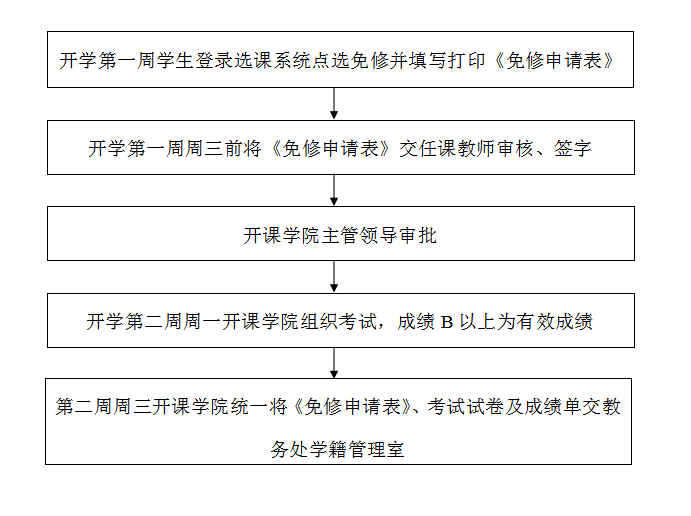 开学第一周学生登录选课系统点选免修并填写打印《免修申请表》
开学第一周周三前将《免修申请表》交任课教师审核、签字
开课学院主管领导审批
开学第二周周一开课学院组织考试，成绩 B 以上为有效成绩
第二周周三开课学院统一将《免修申请表》、考试试卷及成绩单交教
务处学籍管理室